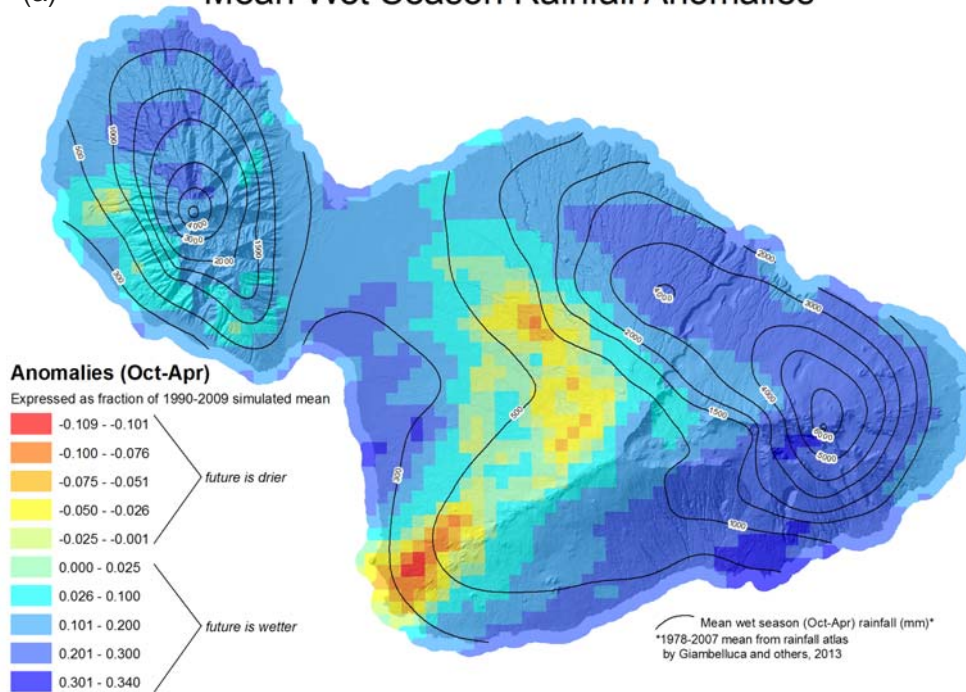 (a) Mean Wet Season Rainfall Anomalies
500
1000
4000
3000
2000
1500
300
2000
4000
3000
2000
1500
4000
5000
500
300
1000
Anomalies (Oct-Apr)
Expressed as fraction of 1990-2009 simulated mean
-0.109 - -0.101
-0.100 - -0.076
-0.075 - -0.051
-0.050 - -0.026
-0.025 - -0.001
future is drier
0.000 - 0.025
0.026 - 0.100
0.101 - 0.200
0.201 - 0.300
0.301 - 0.340
future is wetter
Mean wet season (Oct-Apr) rainfall (mm)*
*1978-2007 mean from rainfall atlas
by Giambelluca and others, 2013